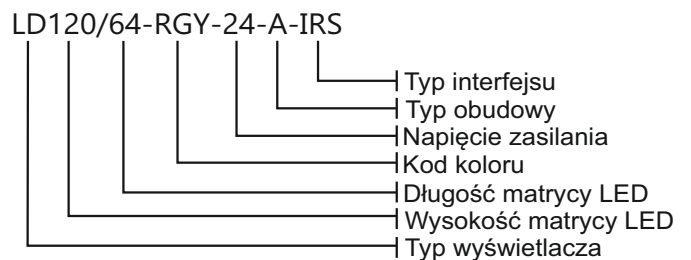 LD120/64-RGY-24-A-IRS
Typ interfejsu
Typ obudowy
Napięcie zasilania
Kod koloru
Długość matrycy LED
Wysokość matrycy LED
Typ wyświetlacza